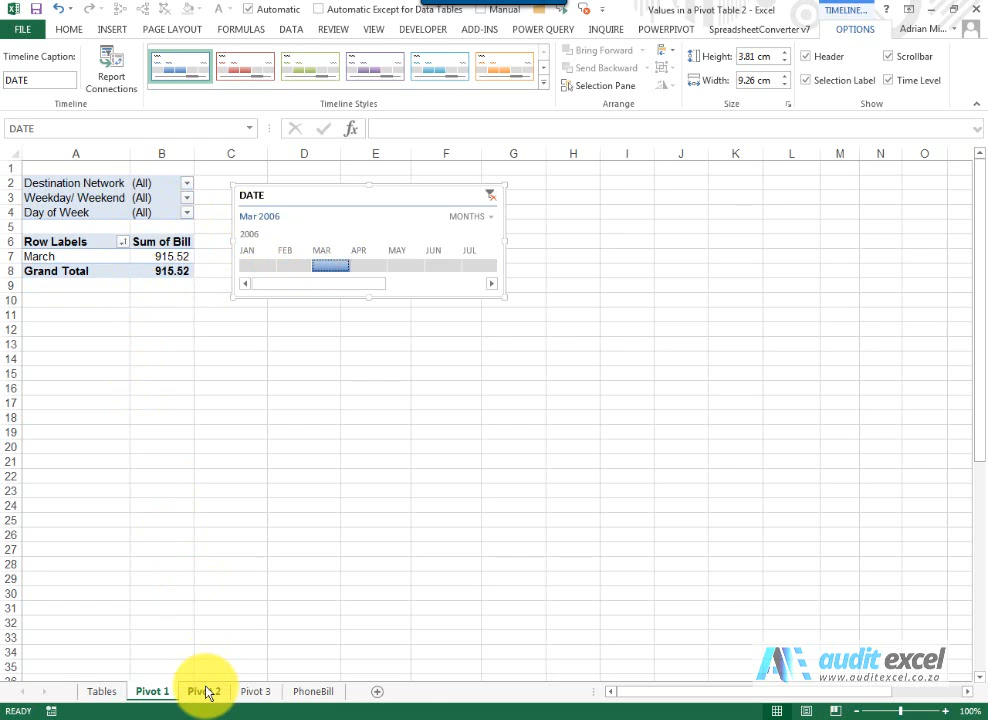 Automatic Automatic Except for Data Tables Manual Values in a Pivot Table 2 - Excel TIMELINE... ?
FILE HOME INSERT PAGE LAYOUT FORMULAS DATA REVIEW VIEW DEVELOPER ADD-INS POWER QUERY INQUIRE POWERPIVOT SpreadsheetConverter v7 OPTIONS Adrian Mi...
Timeline Caption:
DATE
Report
Connections
Bring Forward
Send Backward
Selection Pane
Height: 3.81 cm
Width: 9.26 cm
Header
Scrollbar
Selection Label
Time Level
Timeline Timeline Styles Arrange Size Show
DATE fx
A B C D E F G H I J K L M N O
1
2 Destination Network (All)
3 Weekday/ Weekend (All)
4 Day of Week (All)
5
6 Row Labels Sum of Bill
7 March 915.52
8 Grand Total 915.52
9
10
11
12
13
14
15
16
17
18
19
20
21
22
23
24
25
26
27
28
29
30
31
32
33
34
35
DATE
Mar 2006 MONTHS
2006
JAN FEB MAR APR MAY JUN JUL
audit excel
www.auditexcel.co.za
Tables Pivot 1 Pivot 2 Pivot 3 PhoneBill
READY 100%